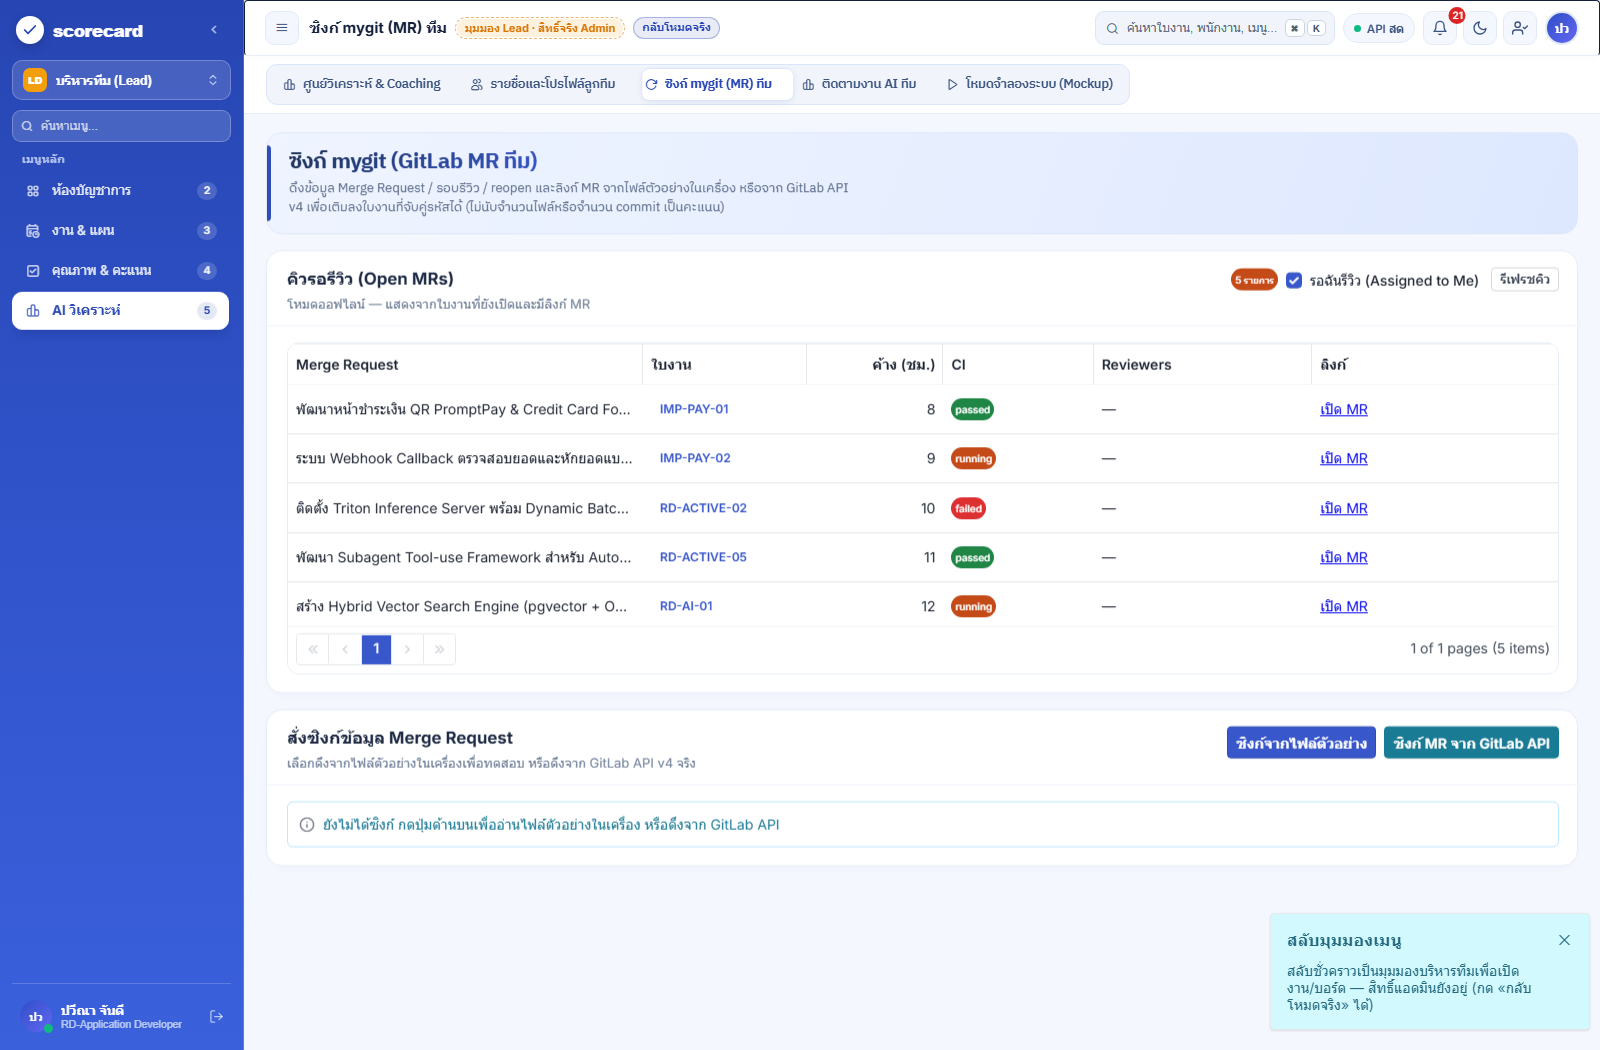 scorecard
LD บริหารทีม (Lead)
ค้นหาเมนู...
เมนูหลัก
ห้องบัญชาการ 2
งาน & แผน 3
คุณภาพ & คะแนน 4
AI วิเคราะห์ 5
ปวีณา จันดี
ปว RD-Application Developer
ซิงก์ mygit (MR) ทีม มุมมอง Lead · สิทธิ์จริง Admin กลับโหมดจริง
ค้นหาใบงาน, พนักงาน, เมนู... ⌘ K API สด 21 ปว
ศูนย์วิเคราะห์ & Coaching รายชื่อและโปรไฟล์ลูกทีม ซิงก์ mygit (MR) ทีม ติดตามงาน AI ทีม โหมดจำลองระบบ (Mockup)
ซิงก์ mygit (GitLab MR ทีม)
ดึงข้อมูล Merge Request / รอบรีวิว / reopen และลิงก์ MR จากไฟล์ตัวอย่างในเครื่อง หรือจาก GitLab API
v4 เพื่อเติมลงใบงานที่จับคู่รหัสได้ (ไม่นับจำนวนไฟล์หรือจำนวน commit เป็นคะแนน)
คิวรอรีวิว (Open MRs)
โหมดออฟไลน์ — แสดงจากใบงานที่ยังเปิดและมีลิงก์ MR
5 รายการ รอฉันรีวิว (Assigned to Me) รีเฟรชคิว
Merge Request ใบงาน ค้าง (ชม.) CI Reviewers ลิงก์
พัฒนาหน้าชำระเงิน QR PromptPay & Credit Card Fo... IMP-PAY-01 8 passed — เปิด MR
ระบบ Webhook Callback ตรวจสอบยอดและหักยอดแบ... IMP-PAY-02 9 running — เปิด MR
ติดตั้ง Triton Inference Server พร้อม Dynamic Batc... RD-ACTIVE-02 10 failed — เปิด MR
พัฒนา Subagent Tool-use Framework สำหรับ Auto... RD-ACTIVE-05 11 passed — เปิด MR
สร้าง Hybrid Vector Search Engine (pgvector + O... RD-AI-01 12 running — เปิด MR
« ‹ 1 › » 1 of 1 pages (5 items)
สั่งซิงก์ข้อมูล Merge Request
เลือกดึงจากไฟล์ตัวอย่างในเครื่องเพื่อทดสอบ หรือดึงจาก GitLab API v4 จริง
ซิงก์จากไฟล์ตัวอย่าง ซิงก์ MR จาก GitLab API
ยังไม่ได้ซิงก์ กดปุ่มด้านบนเพื่ออ่านไฟล์ตัวอย่างในเครื่อง หรือดึงจาก GitLab API
สลับมุมมองเมนู
สลับชั่วคราวเป็นมุมมองบริหารทีมเพื่อเปิด
งาน/บอร์ด — สิทธิ์แอดมินยังอยู่ (กด «กลับ
โหมดจริง» ได้)